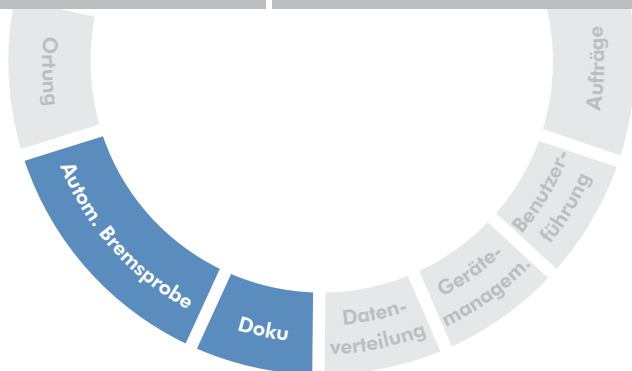 Ortung
Autom. Bremsprobe
Doku
Daten-
verteilung
Geräte-
managem.
Benutzer-
führung
Aufträge